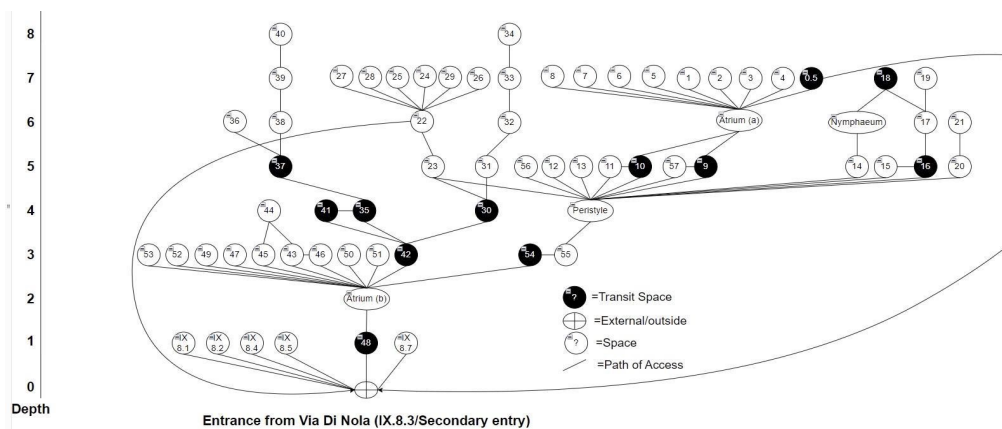 8 40 34
7 39 27 28 25 24 29 26 33 8 7 6 5 1 2 3 4 0.5 18 19
6 36 38 22 32 Atrium (a) Nymphaeum 17 21
5 37 23 31 56 12 13 11 10 57 9 14 15 16 20
4 44 41 35 30 Peristyle
3 53 52 49 47 45 43 46 50 51 42 54 55
2 Atrium (b)
? =Transit Space
=External/outside
1 IX 8.1 IX 8.2 IX 8.4 IX 8.5 48 IX 8.7
? =Space
=Path of Access
0
Depth
Entrance from Via Di Nola (IX.8.3/Secondary entry)